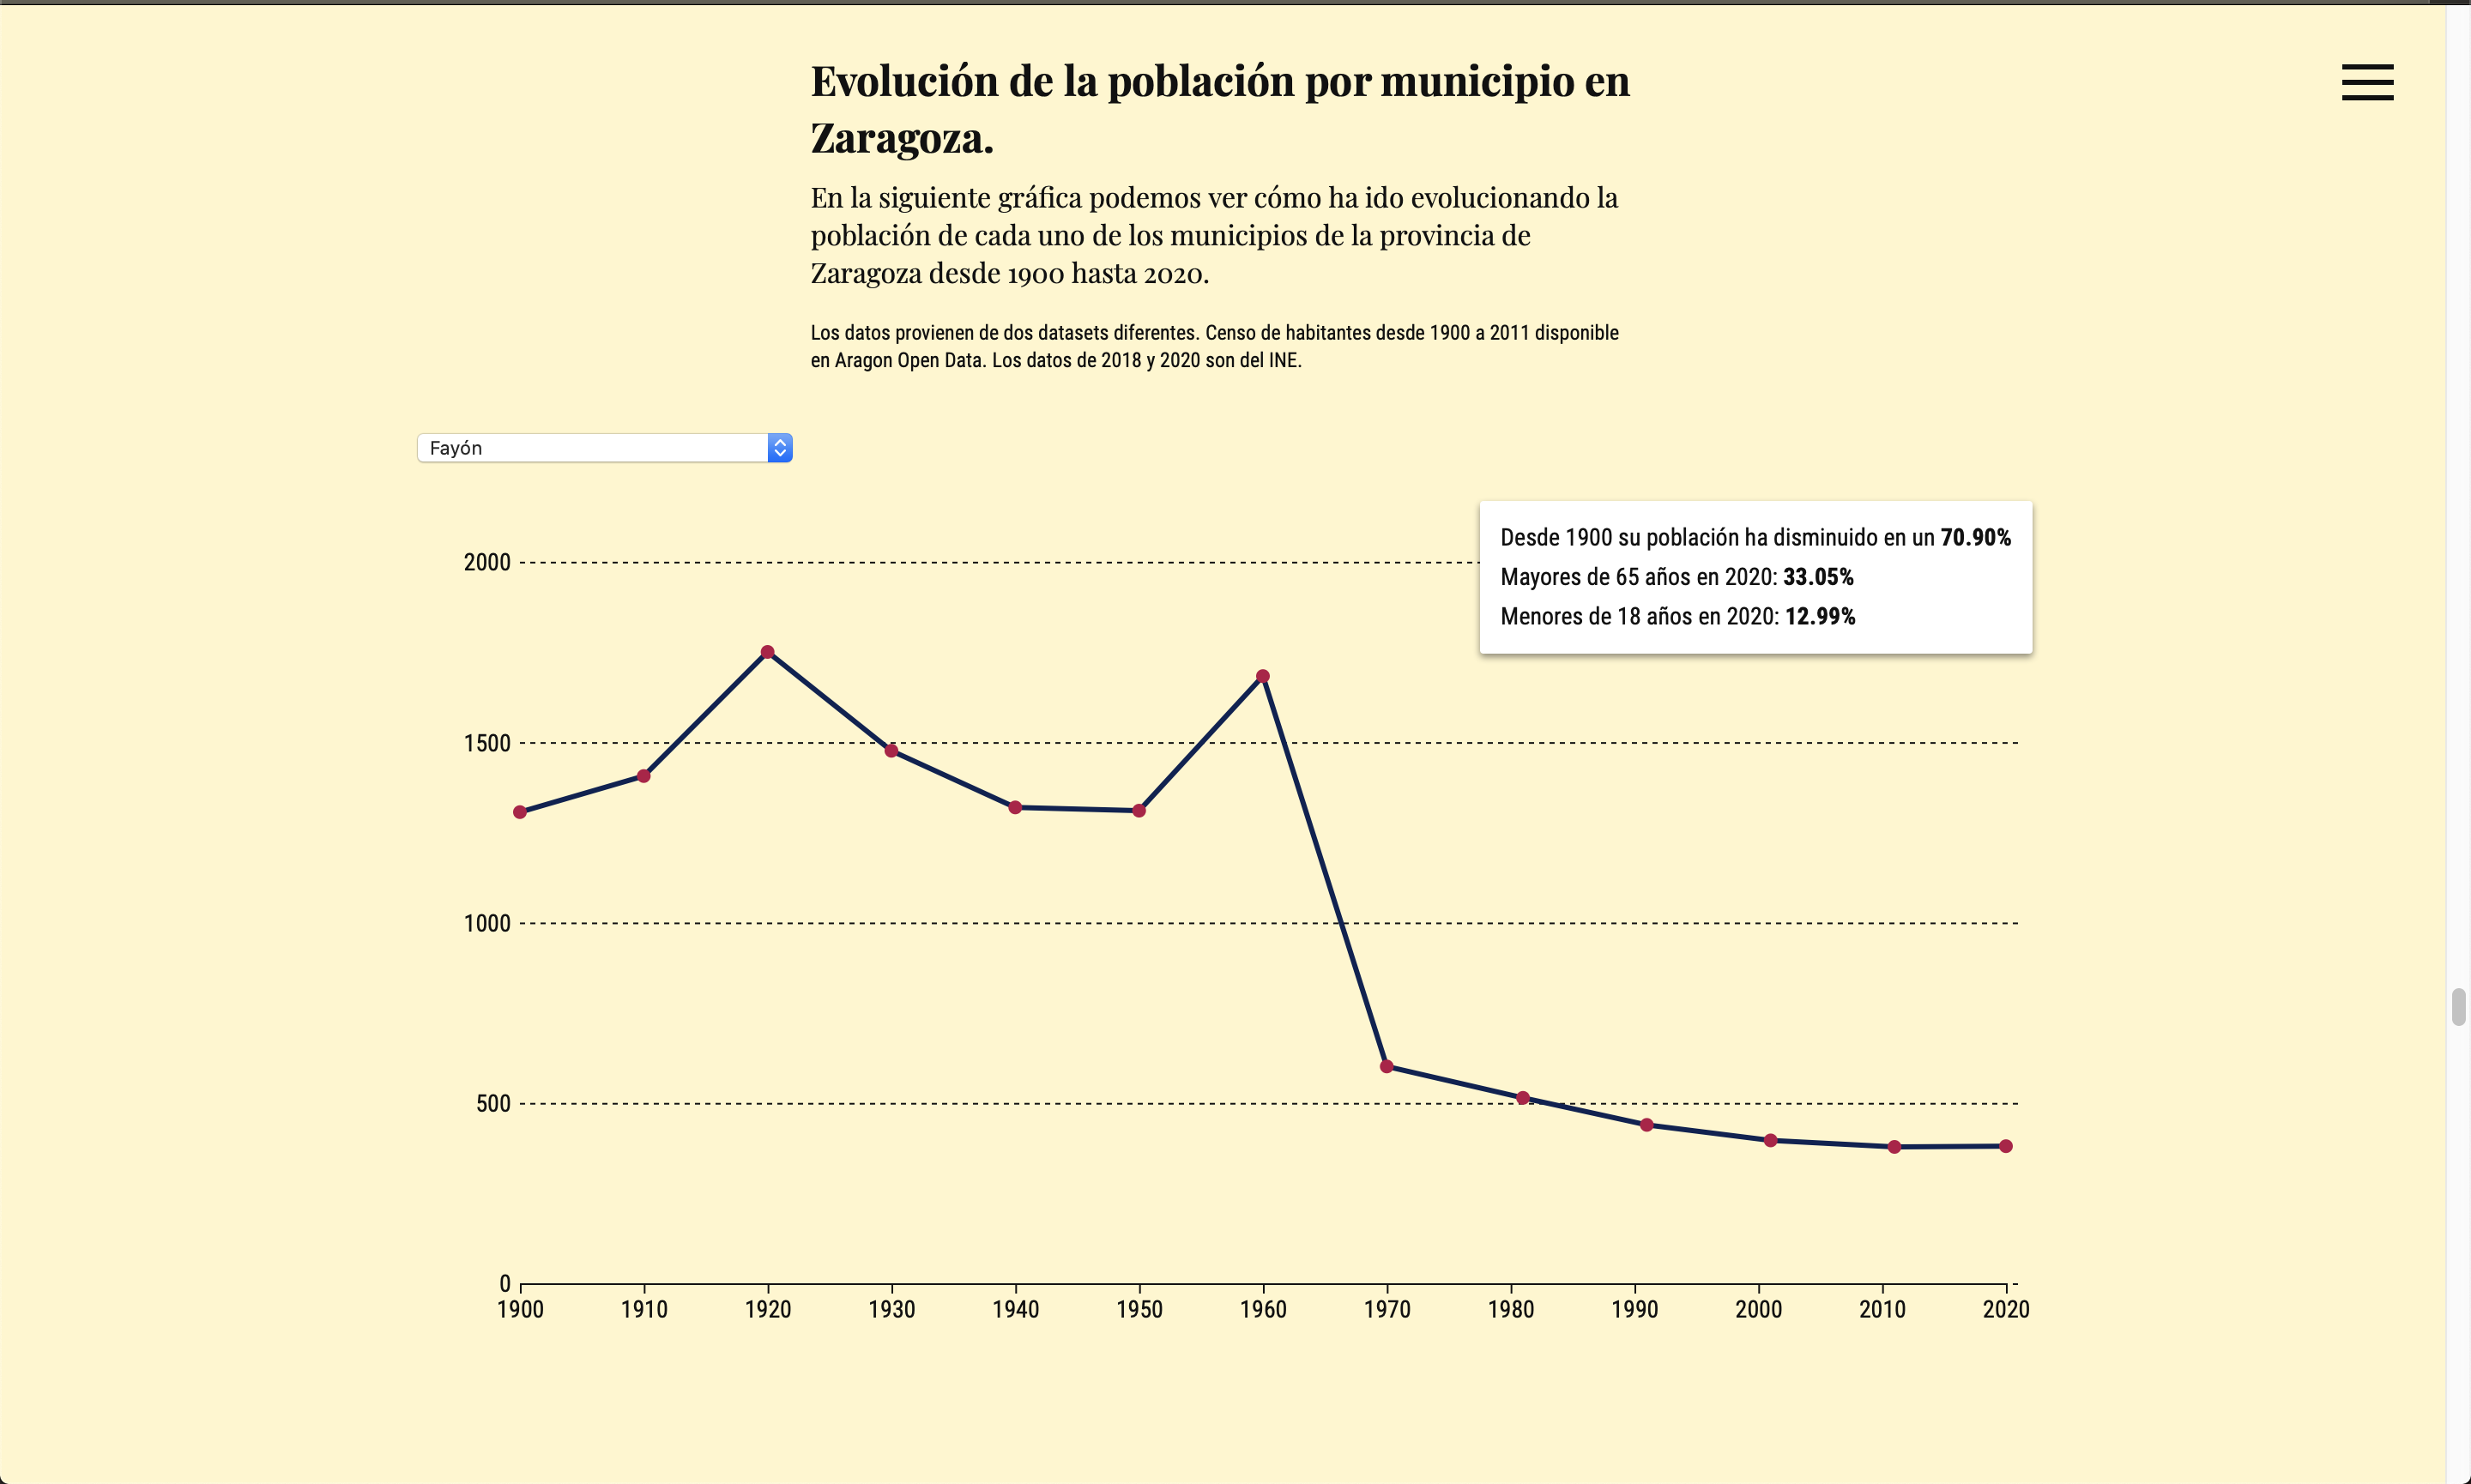 Evolución de la población por municipio en
Zaragoza.
En la siguiente gráfica podemos ver cómo ha ido evolucionando la
población de cada uno de los municipios de la provincia de
Zaragoza desde 1900 hasta 2020.
Los datos provienen de dos datasets diferentes. Censo de habitantes desde 1900 a 2011 disponible
en Aragon Open Data. Los datos de 2018 y 2020 son del INE.
Fayón
Desde 1900 su población ha disminuido en un 70.90%
Mayores de 65 años en 2020: 33.05%
Menores de 18 años en 2020: 12.99%
2000
1500
1000
500
0
1900 1910 1920 1930 1940 1950 1960 1970 1980 1990 2000 2010 2020